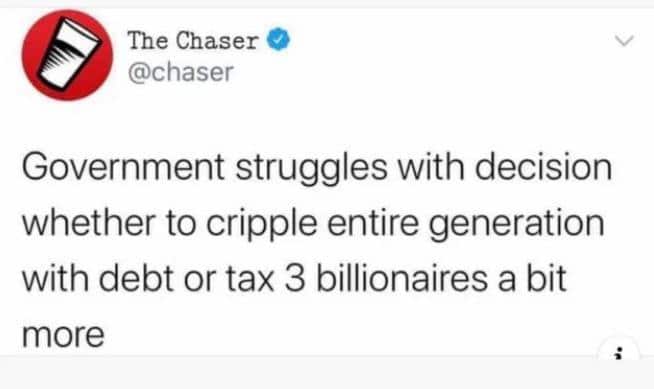 The Chaser
@chaser
Government struggles with decision
whether to cripple entire generation
with debt or tax 3 billionaires a bit
more